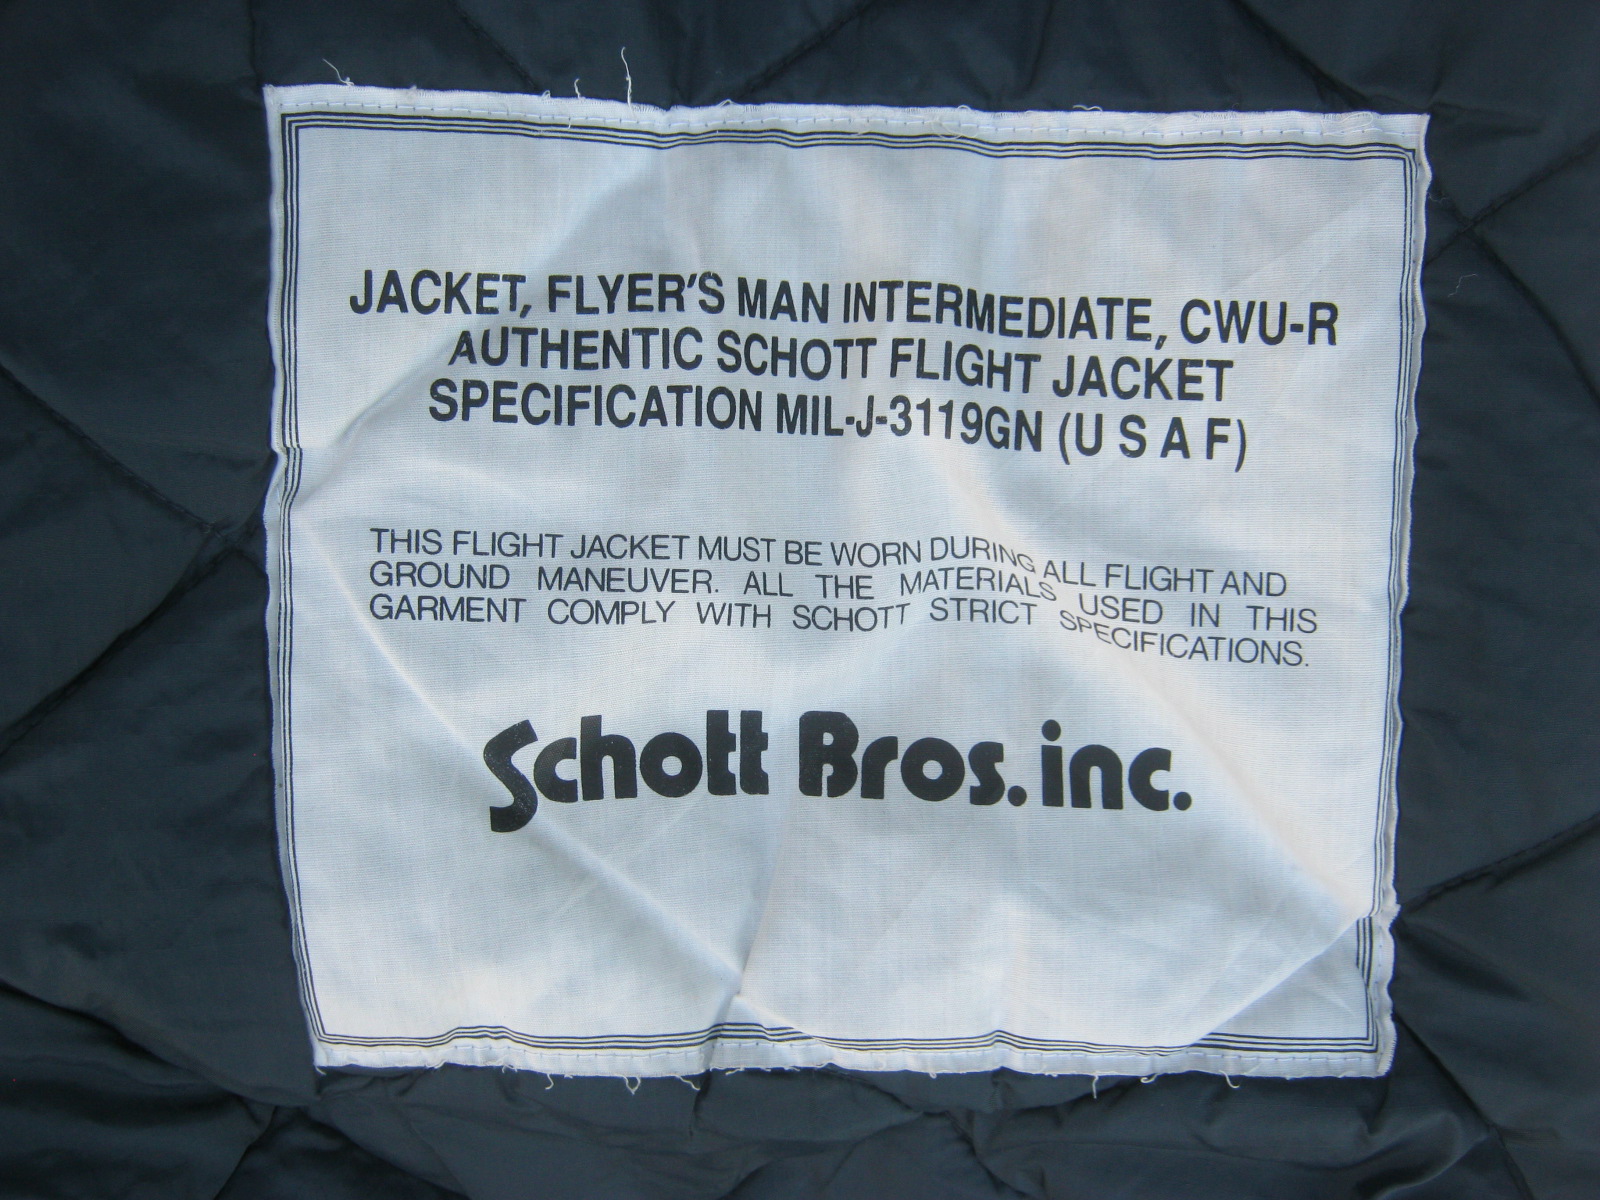 JACKET, FLYER'S MAN INTERMEDIATE, CWU-R
AUTHENTIC SCHOTT FLIGHT JACKET
SPECIFICATION MIL-J-3119GN (U S A F)
THIS FLIGHT JACKET MUST BE WORN DURING ALL FLIGHT AND
GROUND MANEUVER. ALL THE MATERIALS USED IN THIS
GARMENT COMPLY WITH SCHOTT STRICT SPECIFICATIONS.
Schott Bros. inc.